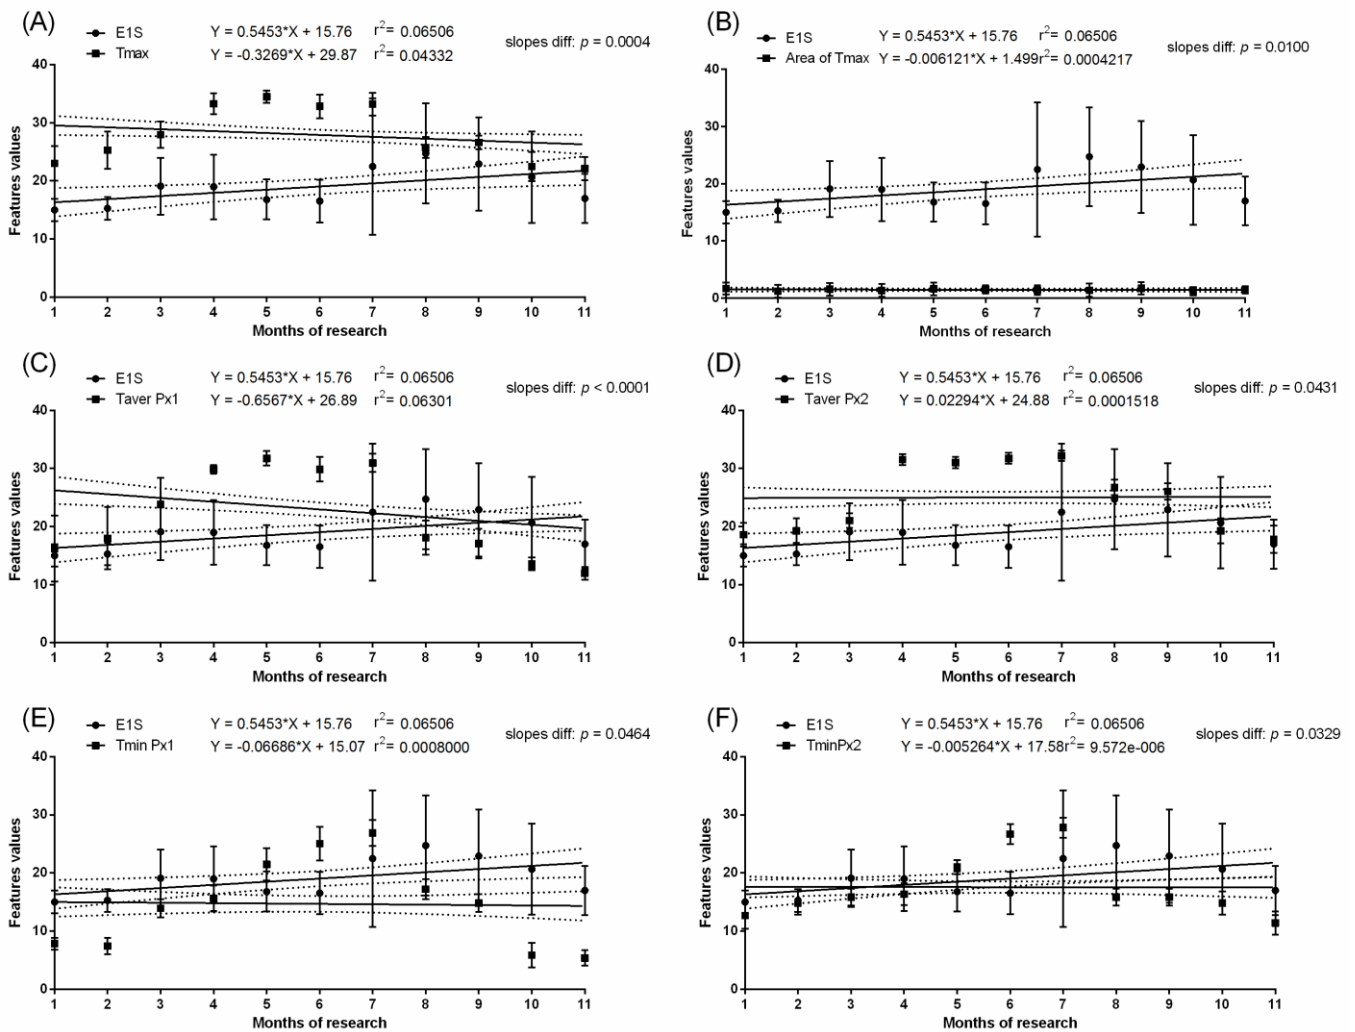 (A)
E1S Y = 0.5453*X + 15.76 r2= 0.06506
Tmax Y = -0.3269*X + 29.87 r2= 0.04332
slopes diff: p = 0.0004
Features values
40
30
20
10
0
1 2 3 4 5 6 7 8 9 10 11
Months of research
(B)
E1S Y = 0.5453*X + 15.76 r2= 0.06506
Area of Tmax Y = -0.006121*X + 1.499r2= 0.0004217
slopes diff: p = 0.0100
Features values
40
30
20
10
0
1 2 3 4 5 6 7 8 9 10 11
Months of research
(C)
E1S Y = 0.5453*X + 15.76 r2= 0.06506
Taver Px1 Y = -0.6567*X + 26.89 r2= 0.06301
slopes diff: p < 0.0001
Features values
40
30
20
10
0
1 2 3 4 5 6 7 8 9 10 11
Months of research
(D)
E1S Y = 0.5453*X + 15.76 r2= 0.06506
Taver Px2 Y = 0.02294*X + 24.88 r2= 0.0001518
slopes diff: p = 0.0431
Features values
40
30
20
10
0
1 2 3 4 5 6 7 8 9 10 11
Months of research
(E)
E1S Y = 0.5453*X + 15.76 r2= 0.06506
Tmin Px1 Y = -0.06686*X + 15.07 r2= 0.0008000
slopes diff: p = 0.0464
Features values
40
30
20
10
0
1 2 3 4 5 6 7 8 9 10 11
Months of research
(F)
E1S Y = 0.5453*X + 15.76 r2= 0.06506
TminPx2 Y = -0.005264*X + 17.58r2= 9.572e-006
slopes diff: p = 0.0329
Features values
40
30
20
10
0
1 2 3 4 5 6 7 8 9 10 11
Months of research